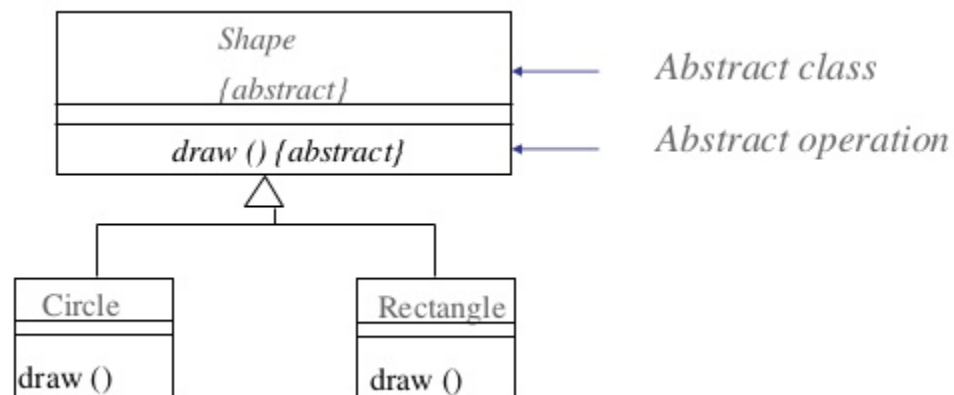 Shape
{abstract}
Abstract class
draw () {abstract}
Abstract operation
Circle
Rectangle
draw ()
draw ()